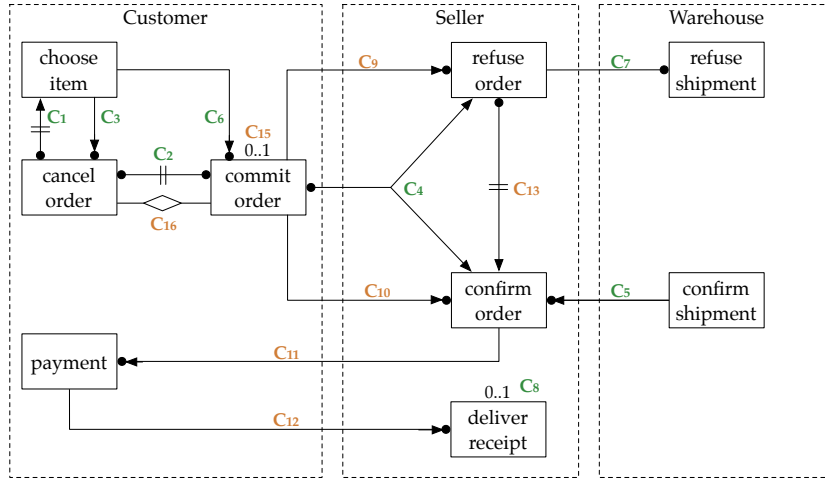 Customer
Seller
Warehouse
choose
item
refuse
order
refuse
shipment
C9
C7
C1
C3
C6
C15
0..1
C2
cancel
order
commit
order
C4
C13
C16
C10
confirm
order
C5
confirm
shipment
payment
C11
0..1 C8
C12
deliver
receipt